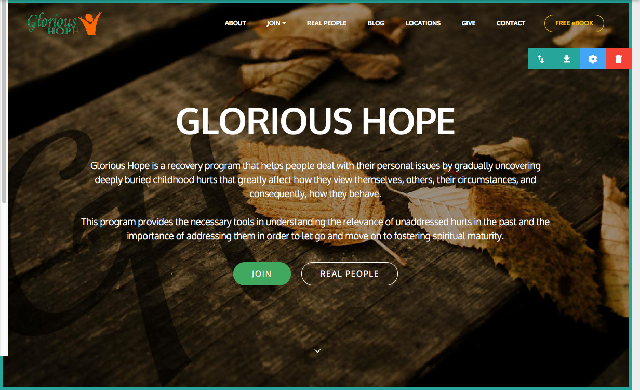 Glorious
HOPE
ABOUT
JOIN
REAL PEOPLE
BLOG
LOCATIONS
GIVE
CONTACT
FREE eBOOK
GLORIOUS HOPE
Glorious Hope is a recovery program that helps people deal with their personal issues by gradually uncovering
deeply buried childhood hurts that greatly affect how they view themselves, others, their circumstances, and
consequently, how they behave.
This program provides the necessary tools in understanding the relevance of unaddressed hurts in the past and the
importance of addressing them in order to let go and move on to fostering spiritual maturity.
JOIN
REAL PEOPLE